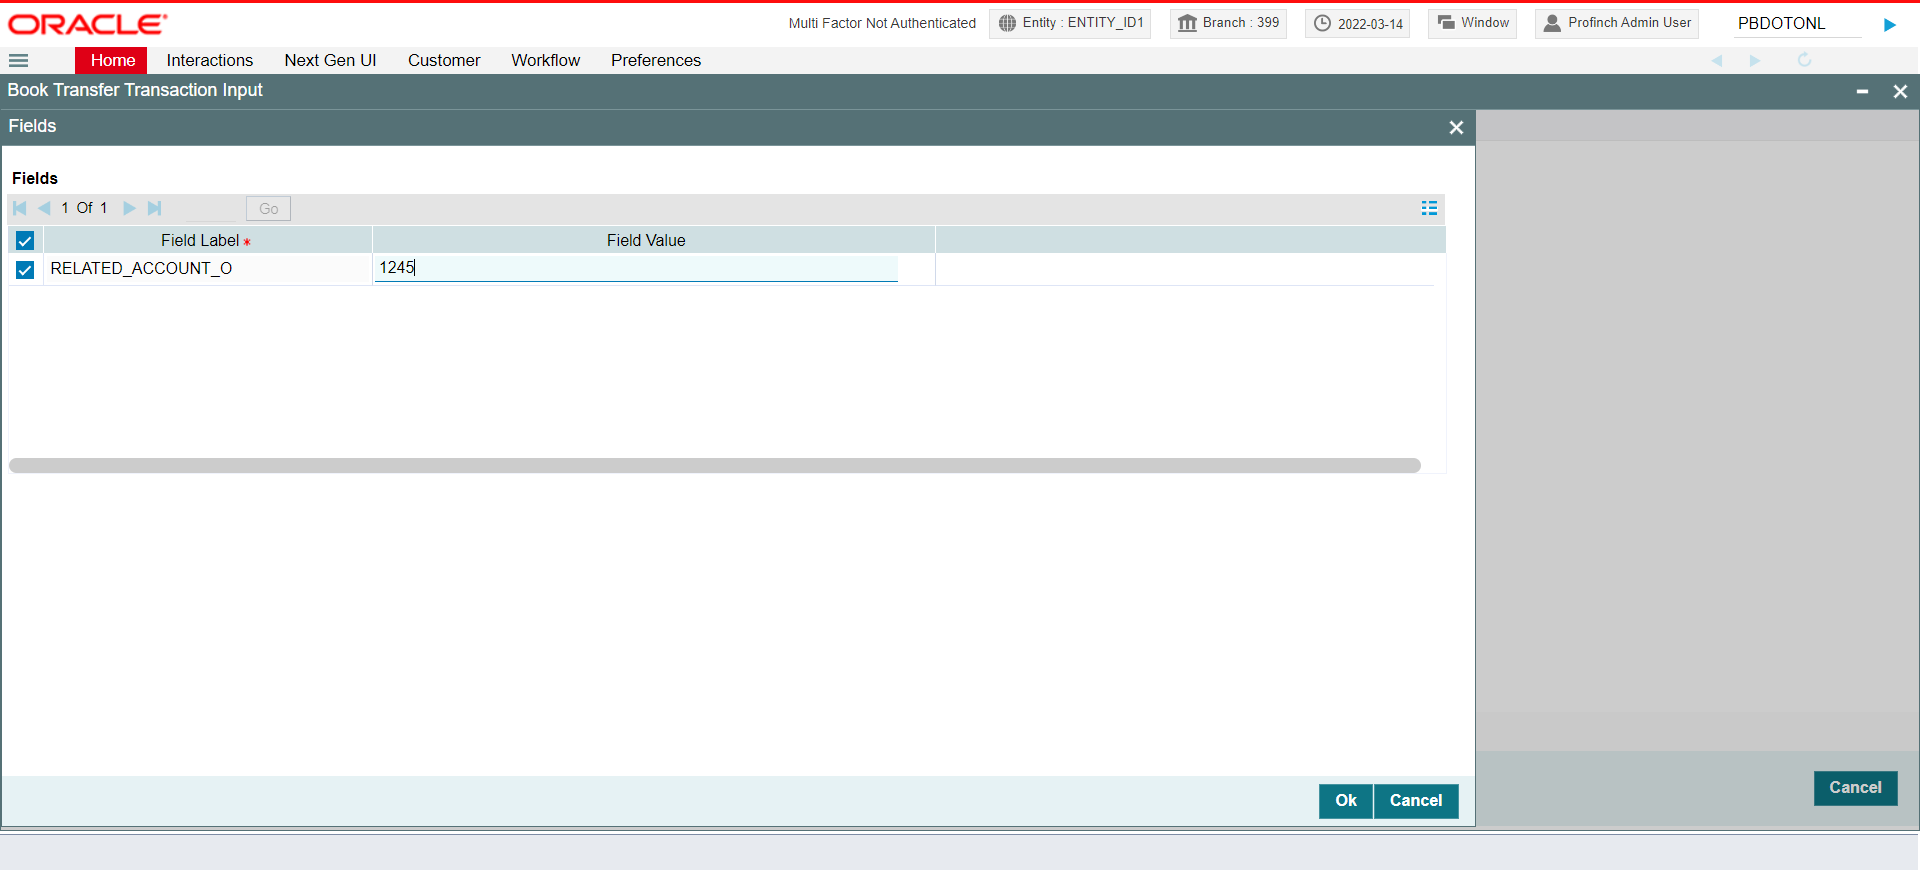 ORACLE
Multi Factor Not Authenticated
Entity : ENTITY_ID1
Branch : 399
2022-03-14
Window
Profinch Admin User
PBDOTONL
Home
Interactions
Next Gen UI
Customer
Workflow
Preferences
Book Transfer Transaction Input
Fields
Fields
1 Of 1
Go
Field Label *
Field Value
RELATED_ACCOUNT_O
1245
Ok
Cancel
Cancel